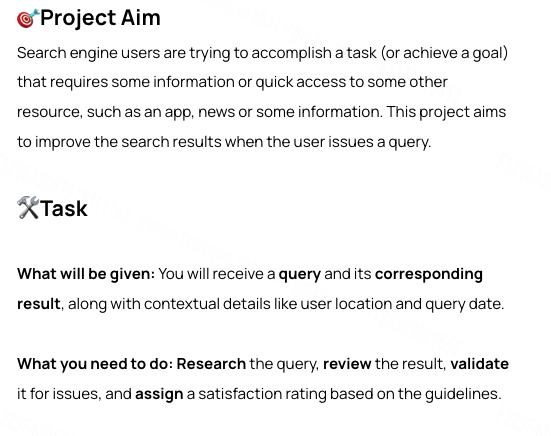 🎯Project Aim
Search engine users are trying to accomplish a task (or achieve a goal)
that requires some information or quick access to some other
resource, such as an app, news or some information. This project aims
to improve the search results when the user issues a query.
🛠Task
What will be given: You will receive a query and its corresponding
result, along with contextual details like user location and query date.
What you need to do: Research the query, review the result, validate
it for issues, and assign a satisfaction rating based on the guidelines.